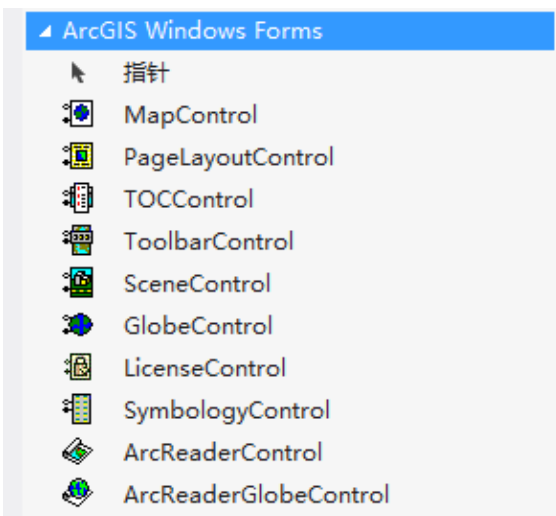 ArcGIS Windows Forms
指针
MapControl
PageLayoutControl
TOCControl
ToolbarControl
SceneControl
GlobeControl
LicenseControl
SymbologyControl
ArcReaderControl
ArcReaderGlobeControl